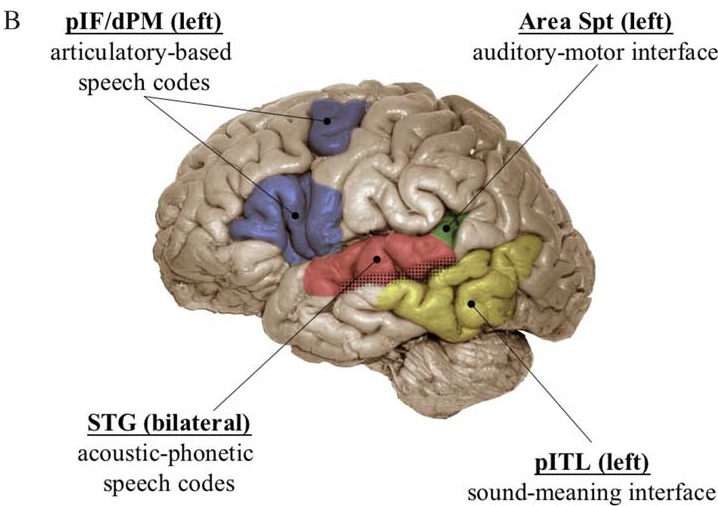 B
pIF/dPM (left)
articulatory-based
speech codes
Area Spt (left)
auditory-motor interface
STG (bilateral)
acoustic-phonetic
speech codes
pITL (left)
sound-meaning interface